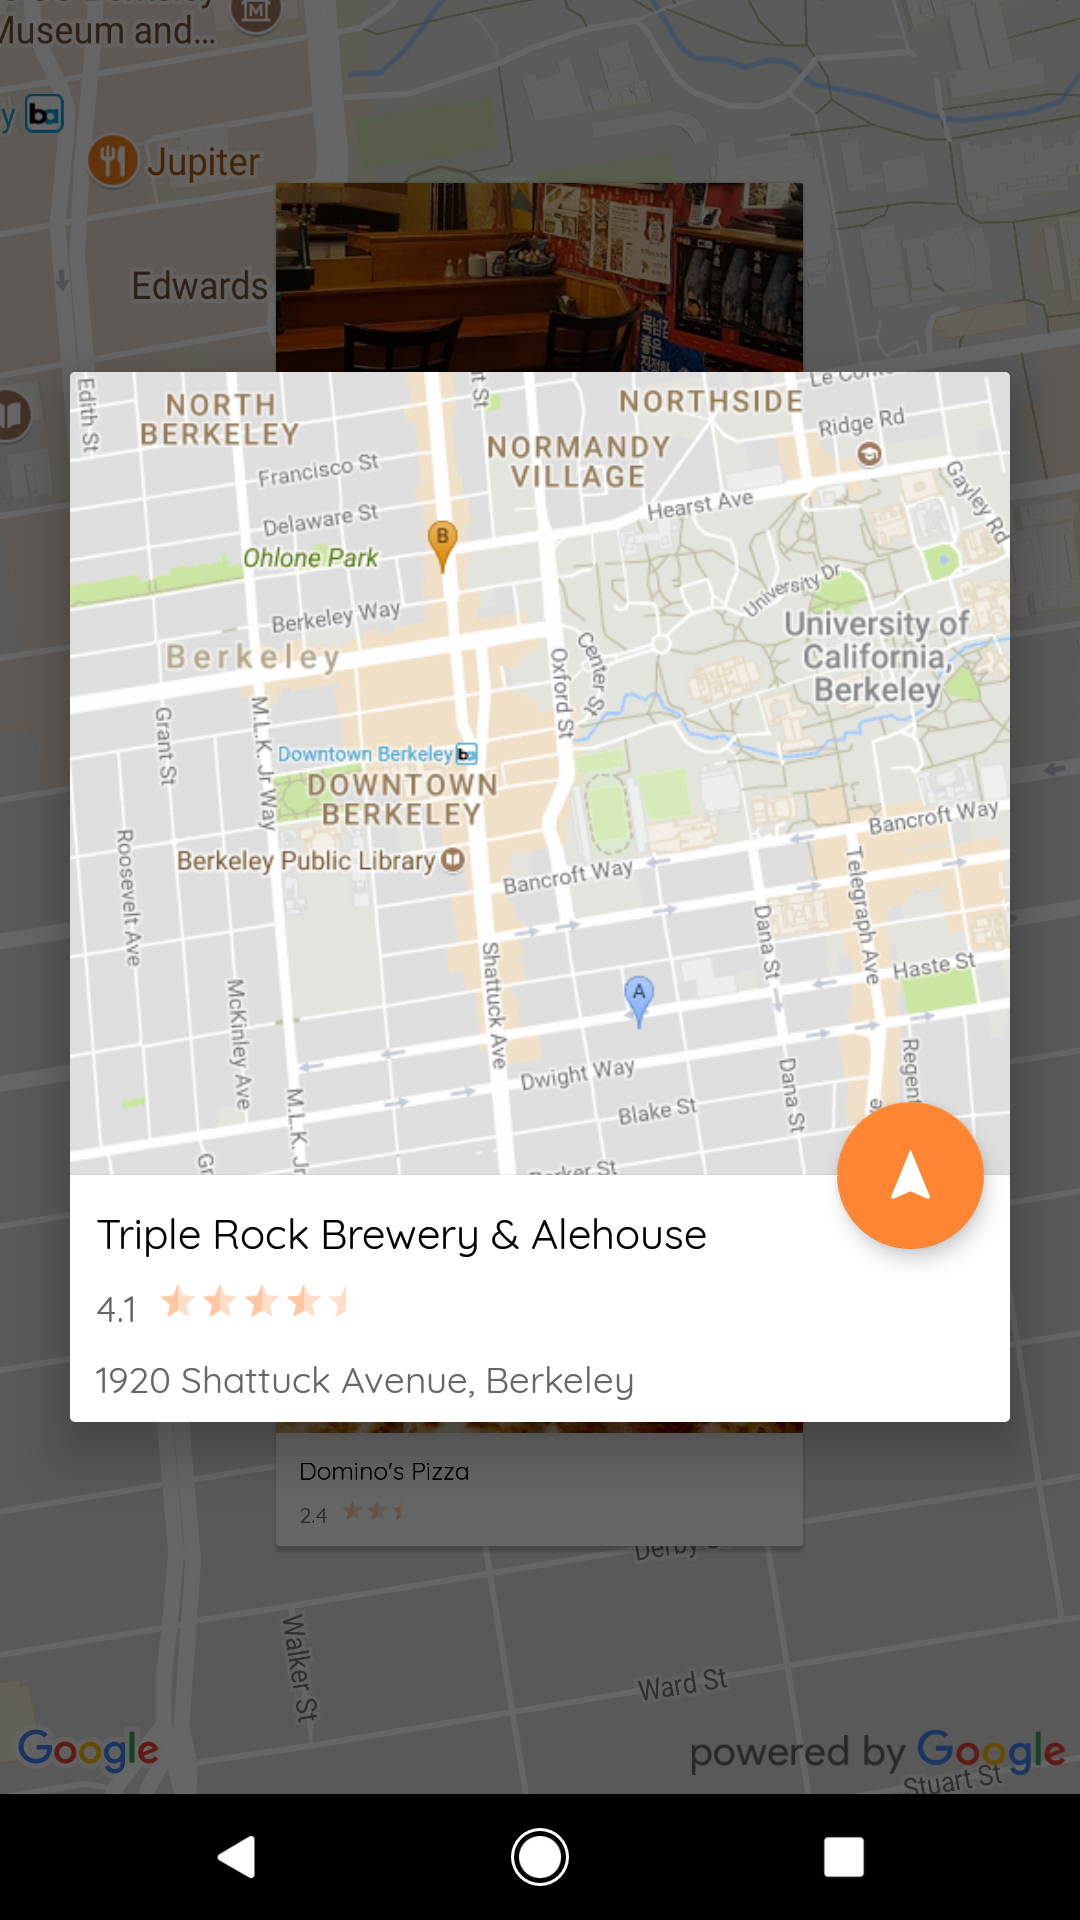 Museum and...
y ba
Jupiter
Edwards
Edith St
NORTH
BERKELEY
NORTHSIDE
Ridge Rd
NORMANDY
VILLAGE
Francisco St
Hearst Ave
Gayley Rd
Delaware St
B
Ohlone Park
University Dr
Berkeley Way
University of
California,
Berkeley
Berkeley
Center St
Oxford St
Grant St
M.L.K. Jr Way
Downtown Berkeley ba
DOWNTOWN
BERKELEY
Bancroft Way
Roosevelt Ave
Berkeley Public Library
Bancroft Way
Telegraph Ave
Dana St
Shattuck Ave
Haste St
McKinley Ave
A
Dwight Way
Regent
Dana St
Blake St
M.L.K. Jr
Gr
Triple Rock Brewery & Alehouse
4.1
1920 Shattuck Avenue, Berkeley
Domino's Pizza
2.4
Walker St
Ward St
Google
powered by Google
Stuart St